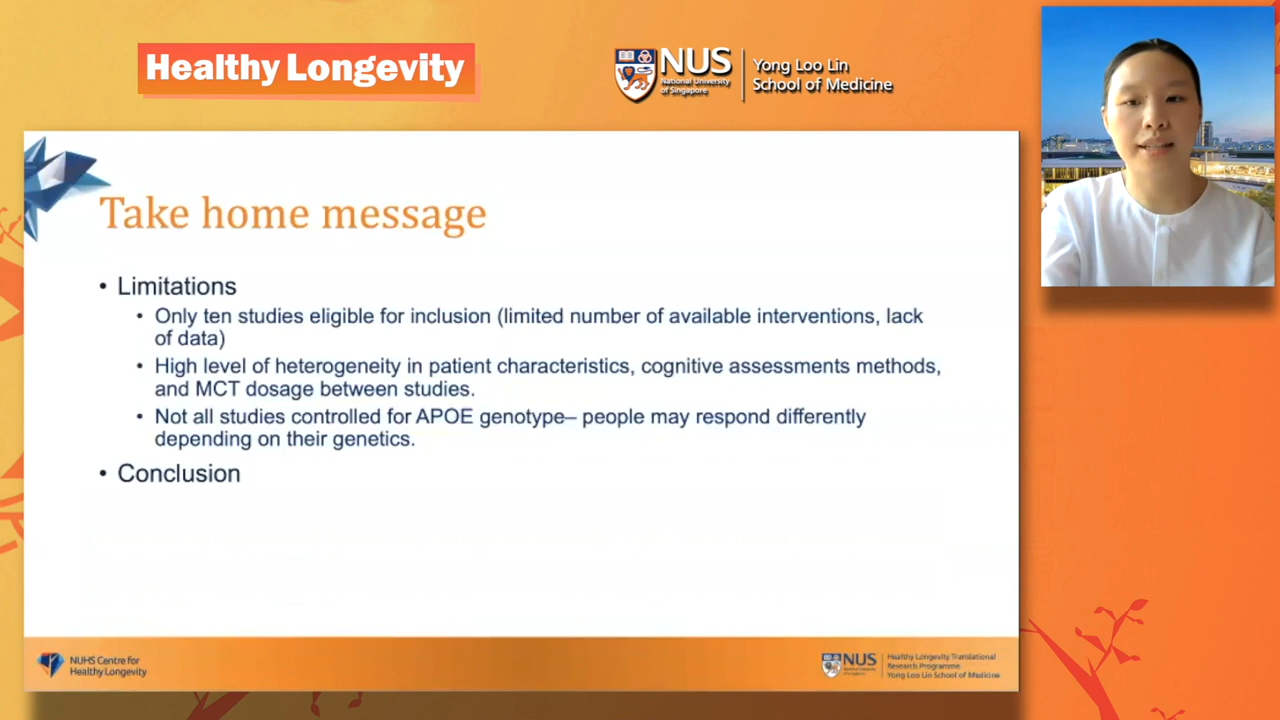 Healthy Longevity
NUS
National University
of Singapore
Yong Loo Lin
School of Medicine
Take home message
• Limitations
• Only ten studies eligible for inclusion (limited number of available interventions, lack
of data)
• High level of heterogeneity in patient characteristics, cognitive assessments methods,
and MCT dosage between studies.
• Not all studies controlled for APOE genotype– people may respond differently
depending on their genetics.
• Conclusion
NUHS Centre for
Healthy Longevity
NUS
National University
of Singapore
Healthy Longevity Translational
Research Programme
Yong Loo Lin School of Medicine